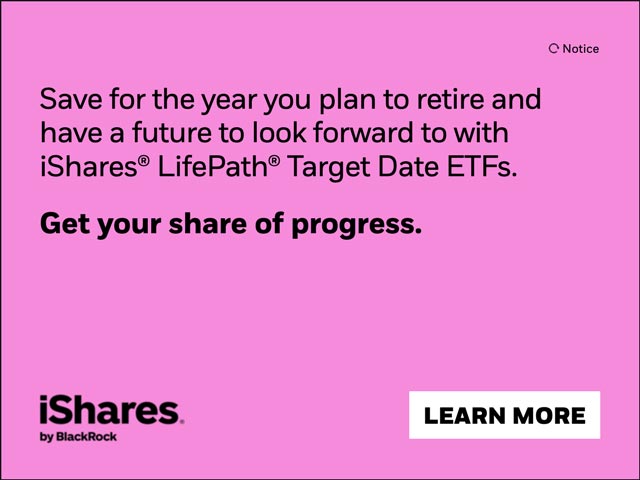 Notice
Save for the year you plan to retire and
have a future to look forward to with
iShares® LifePath® Target Date ETFs.
Get your share of progress.
iShares®
by BlackRock
LEARN MORE